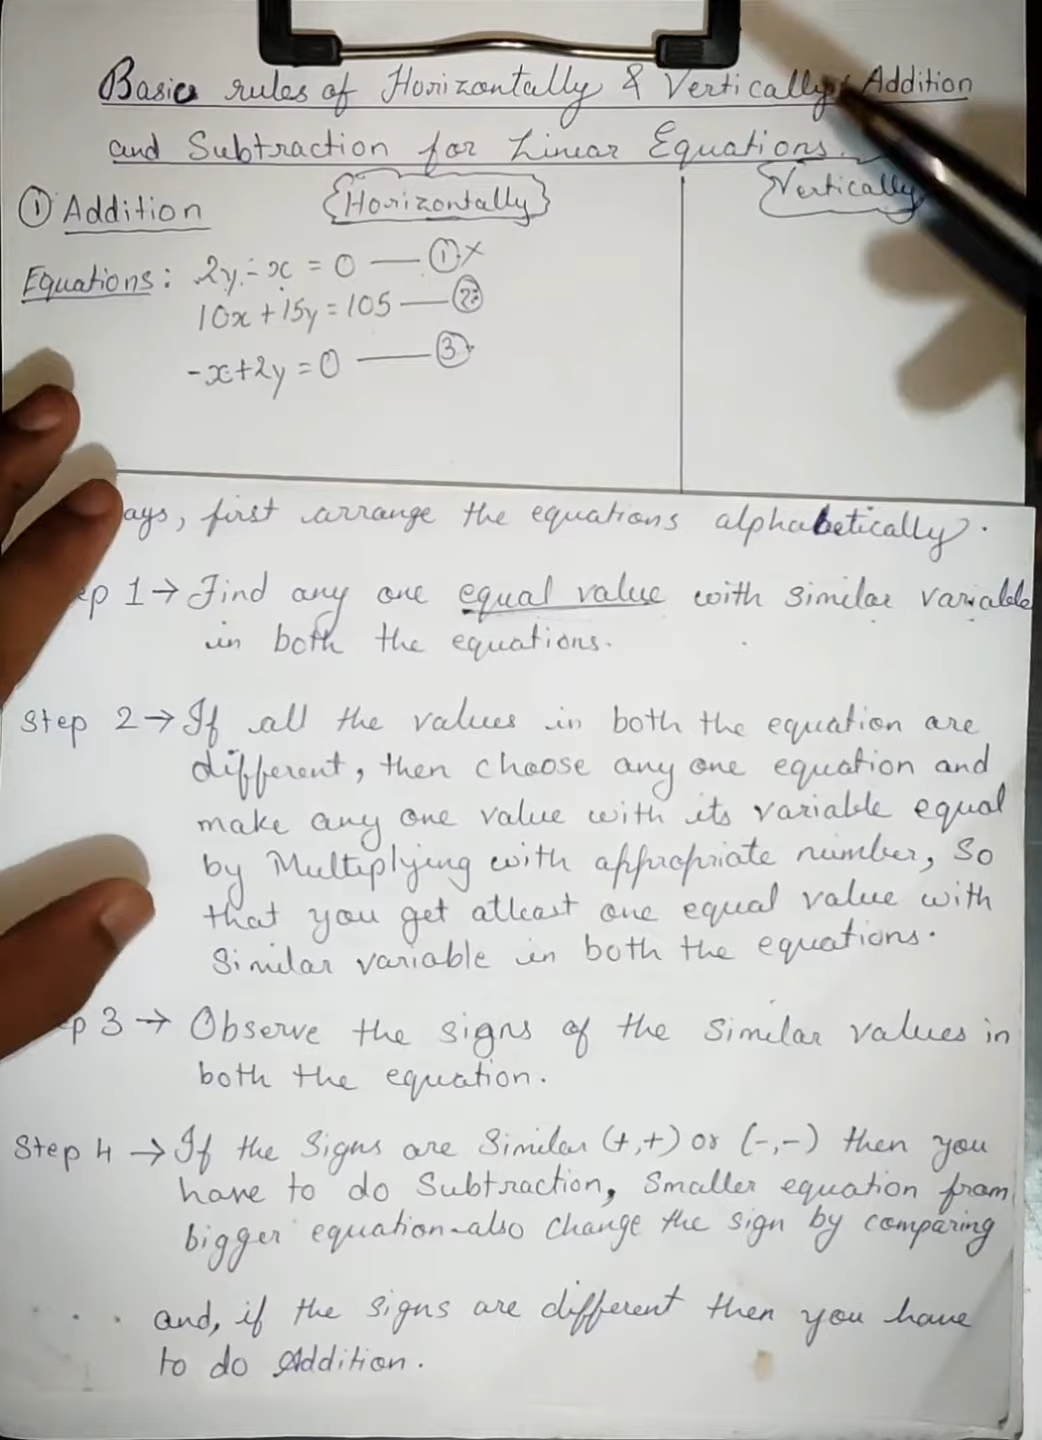 Basic rules of Horizontally & Vertically Addition
and Subtraction for Linear Equations.
① Addition
Horizontally
Vertically
Equations: 2y - x = 0 — ① ×
10x + 15y = 105 — ②
-x + 2y = 0 — ③
ays, first arrange the equations alphabetically.
ep 1 → Find any one equal value with similar variable
in both the equations.
Step 2 → If all the values in both the equation are
different, then choose any one equation and
make any one value with its variable equal
by Multiplying with appropriate number, So
that you get atleast one equal value with
Similar variable in both the equations.
p 3 → Observe the signs of the Similar values in
both the equation.
Step 4 → If the Signs are Similar (+,+) or (-,-) then you
have to do Subtraction, Smaller equation from
bigger equation also change the sign by comparing
and, if the signs are different then you have
to do Addition.